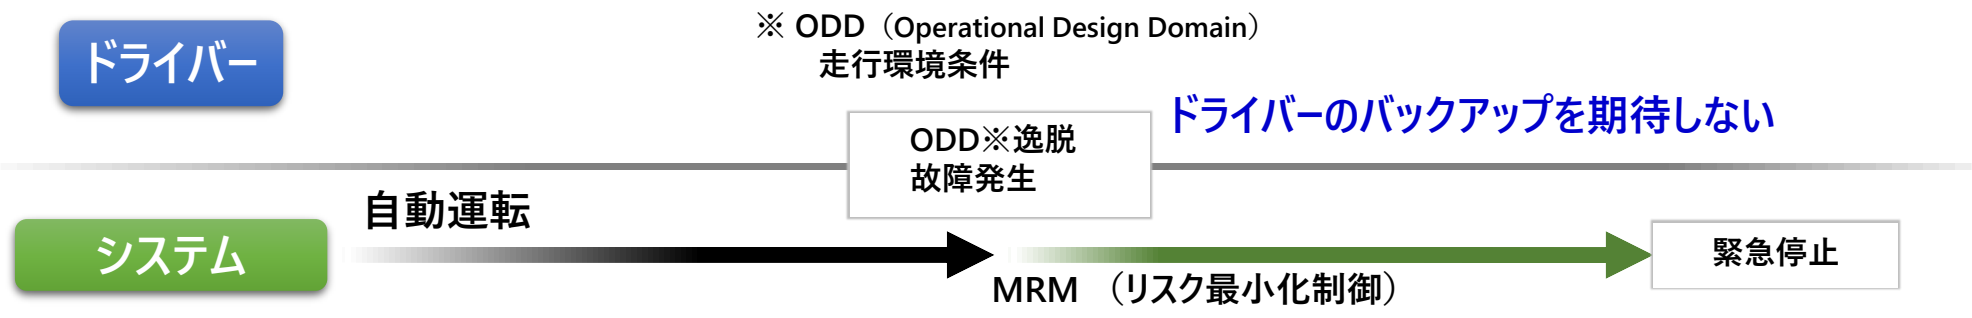 ※ ODD（Operational Design Domain）
走行環境条件
ドライバー
ドライバーのバックアップを期待しない
ODD※逸脱
故障発生
自動運転
システム
緊急停止
MRM （リスク最小化制御）